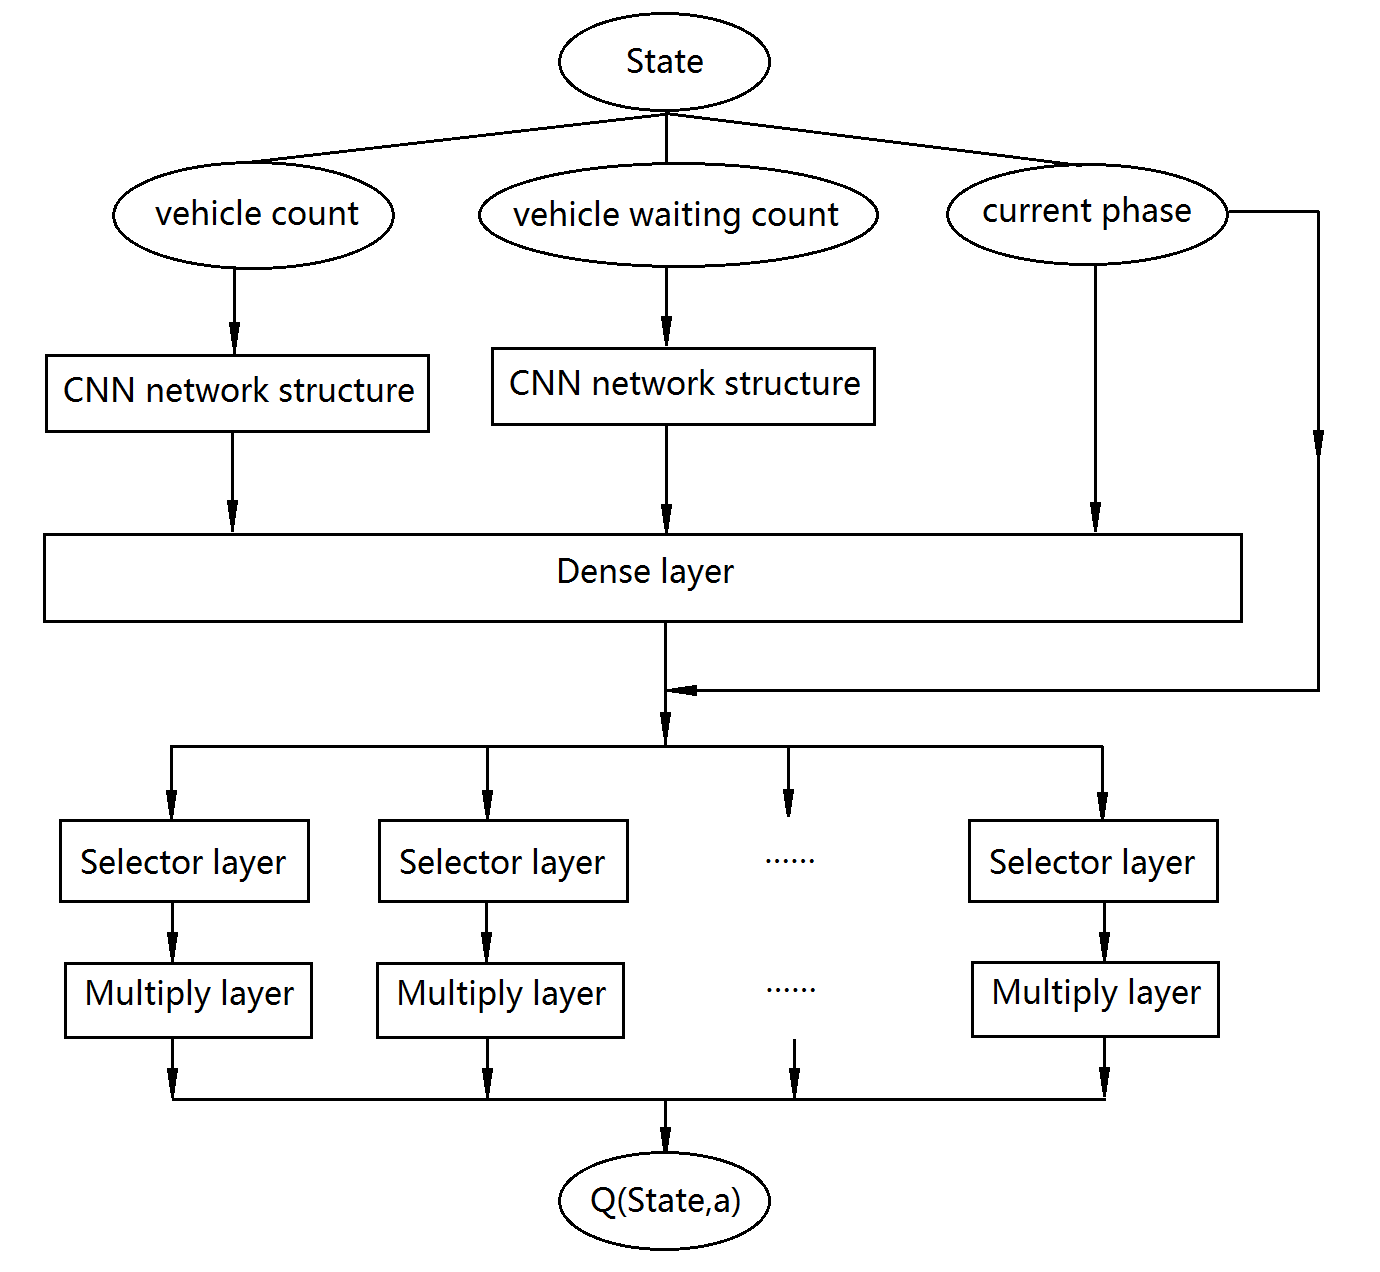 State
vehicle count
vehicle waiting count
current phase
CNN network structure
CNN network structure
Dense layer
Selector layer
Selector layer
......
Selector layer
Multiply layer
Multiply layer
......
Multiply layer
Q(State,a)